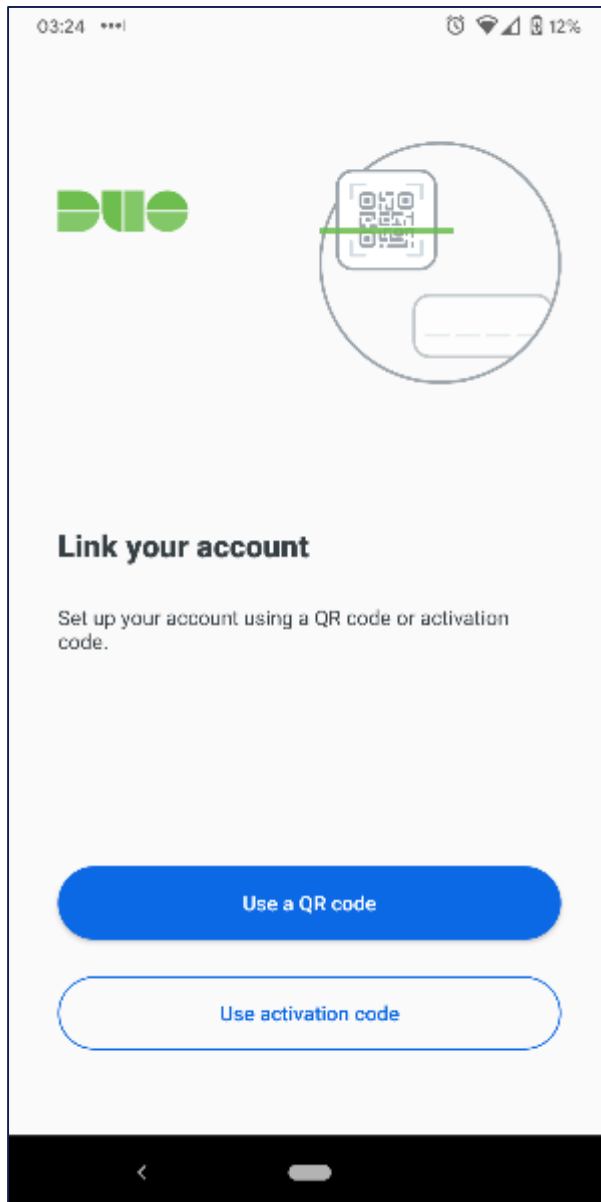 03:24
12%
DUO
Link your account
Set up your account using a QR code or activation
code.
Use a QR code
Use activation code